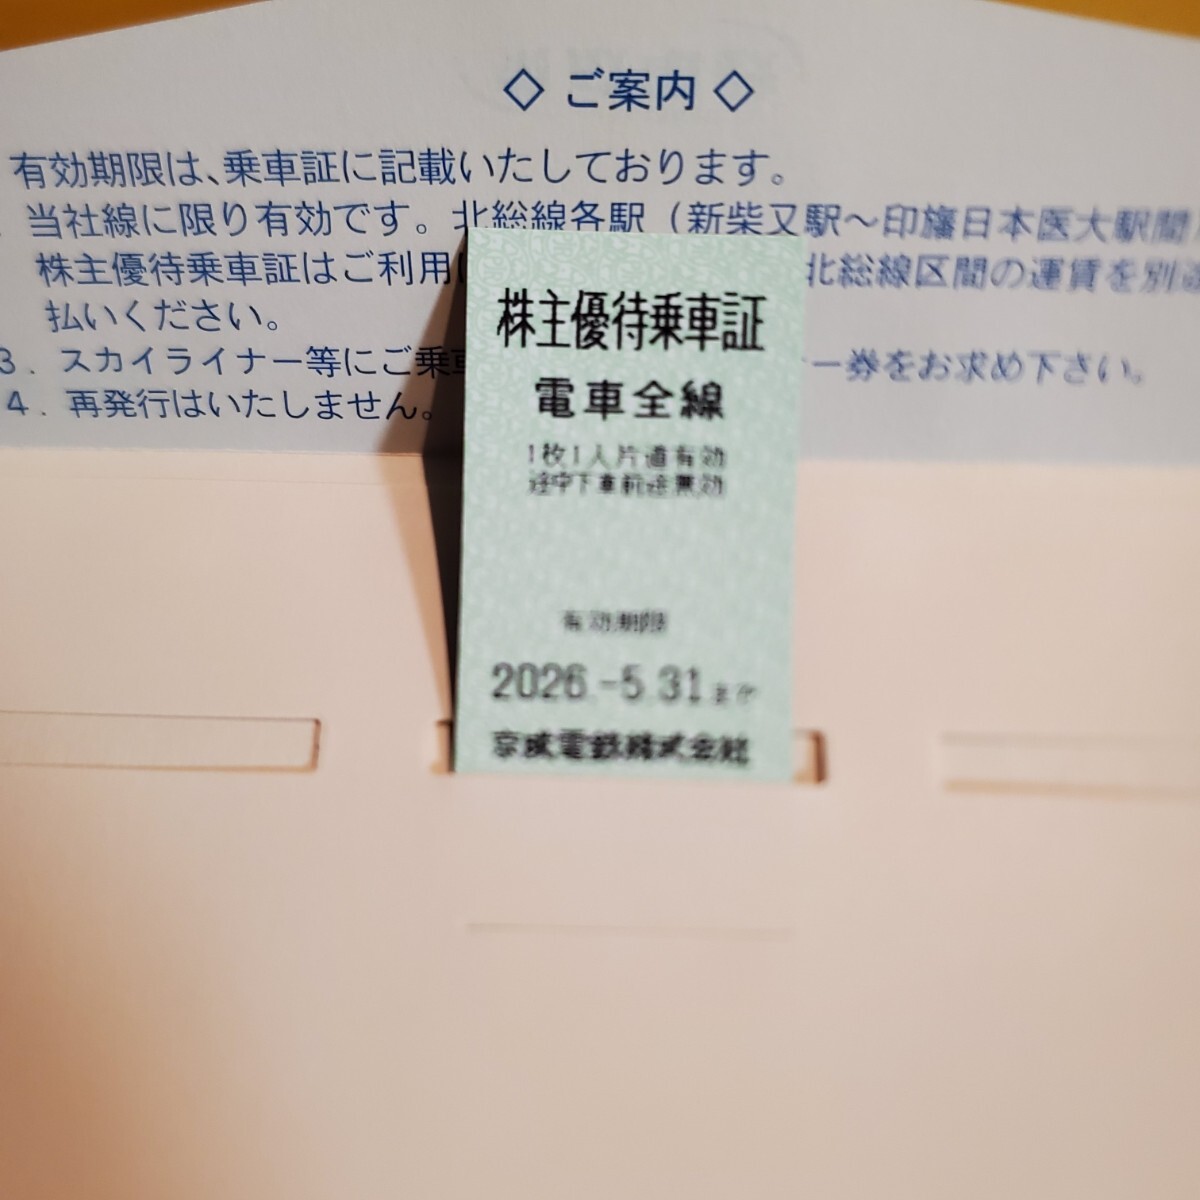 ◇ ご案内 ◇
有効期限は、乗車証に記載いたしております。
当社線に限り有効です。北総線各駅（新柴又駅～印旛日本医大駅間
株主優待乗車証はご利用 北総線区間の運賃を別途
払いください。
3．スカイライナー等にご乗車 ー券をお求め下さい。
4．再発行はいたしません。
株主優待乗車証
電車全線
1枚1人片道有効
途中下車前途無効
有効期限
2026.-5.31まで
京成電鉄株式会社